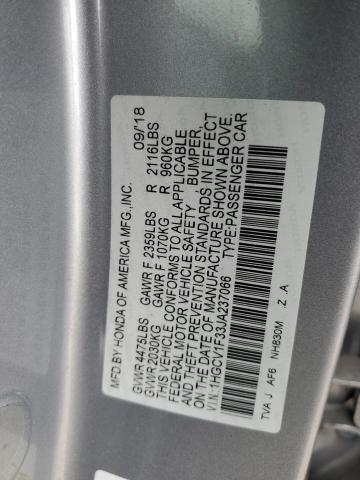 MFD BY HONDA OF AMERICA MFG.,INC. 09/'18
GVWR 4475LBS GAWR F 2359LBS R 2116LBS
GVWR 2030KG GAWR F 1070KG R 960KG
THIS VEHICLE CONFORMS TO ALL APPLICABLE
FEDERAL MOTOR VEHICLE SAFETY, BUMPER,
AND THEFT PREVENTION STANDARDS IN EFFECT
ON THE DATE OF MANUFACTURE SHOWN ABOVE.
V.I.N.:1HGCV1F33JA237066 TYPE:PASSENGER CAR
TVA J AF6 NH830M .Z .A